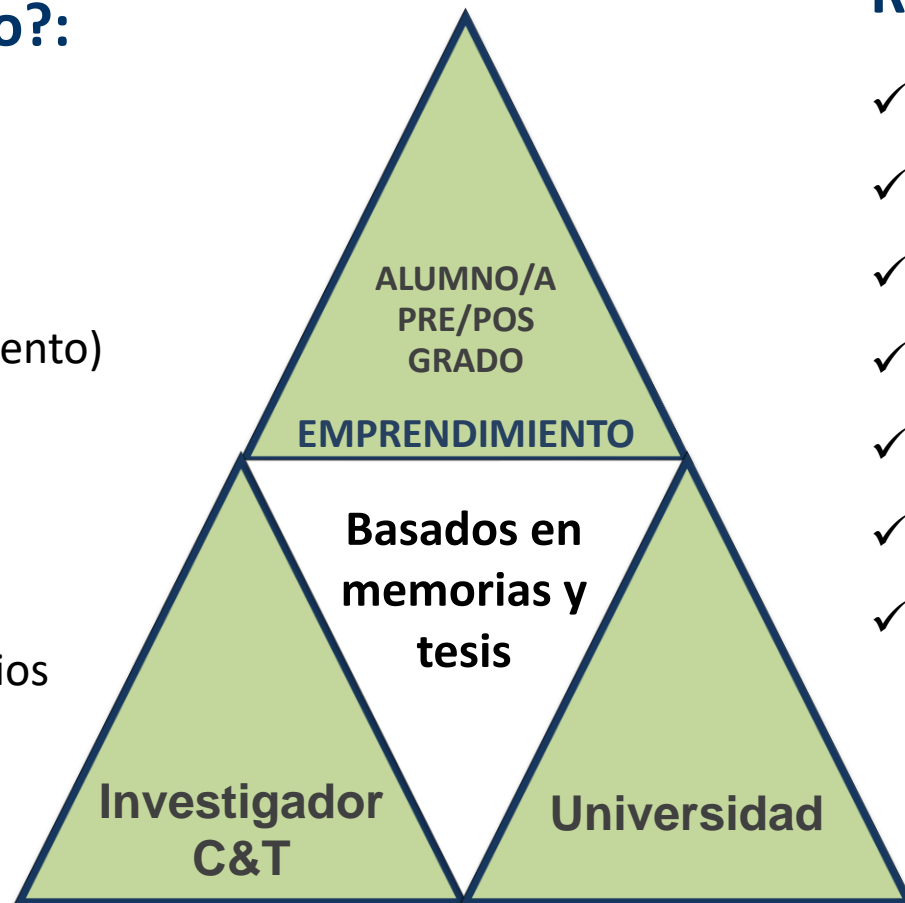 o?:
ento)
ios
ALUMNO/A
PRE/POS
GRADO
EMPRENDIMIENTO
Basados en
memorias y
tesis
Investigador
C&T
Universidad